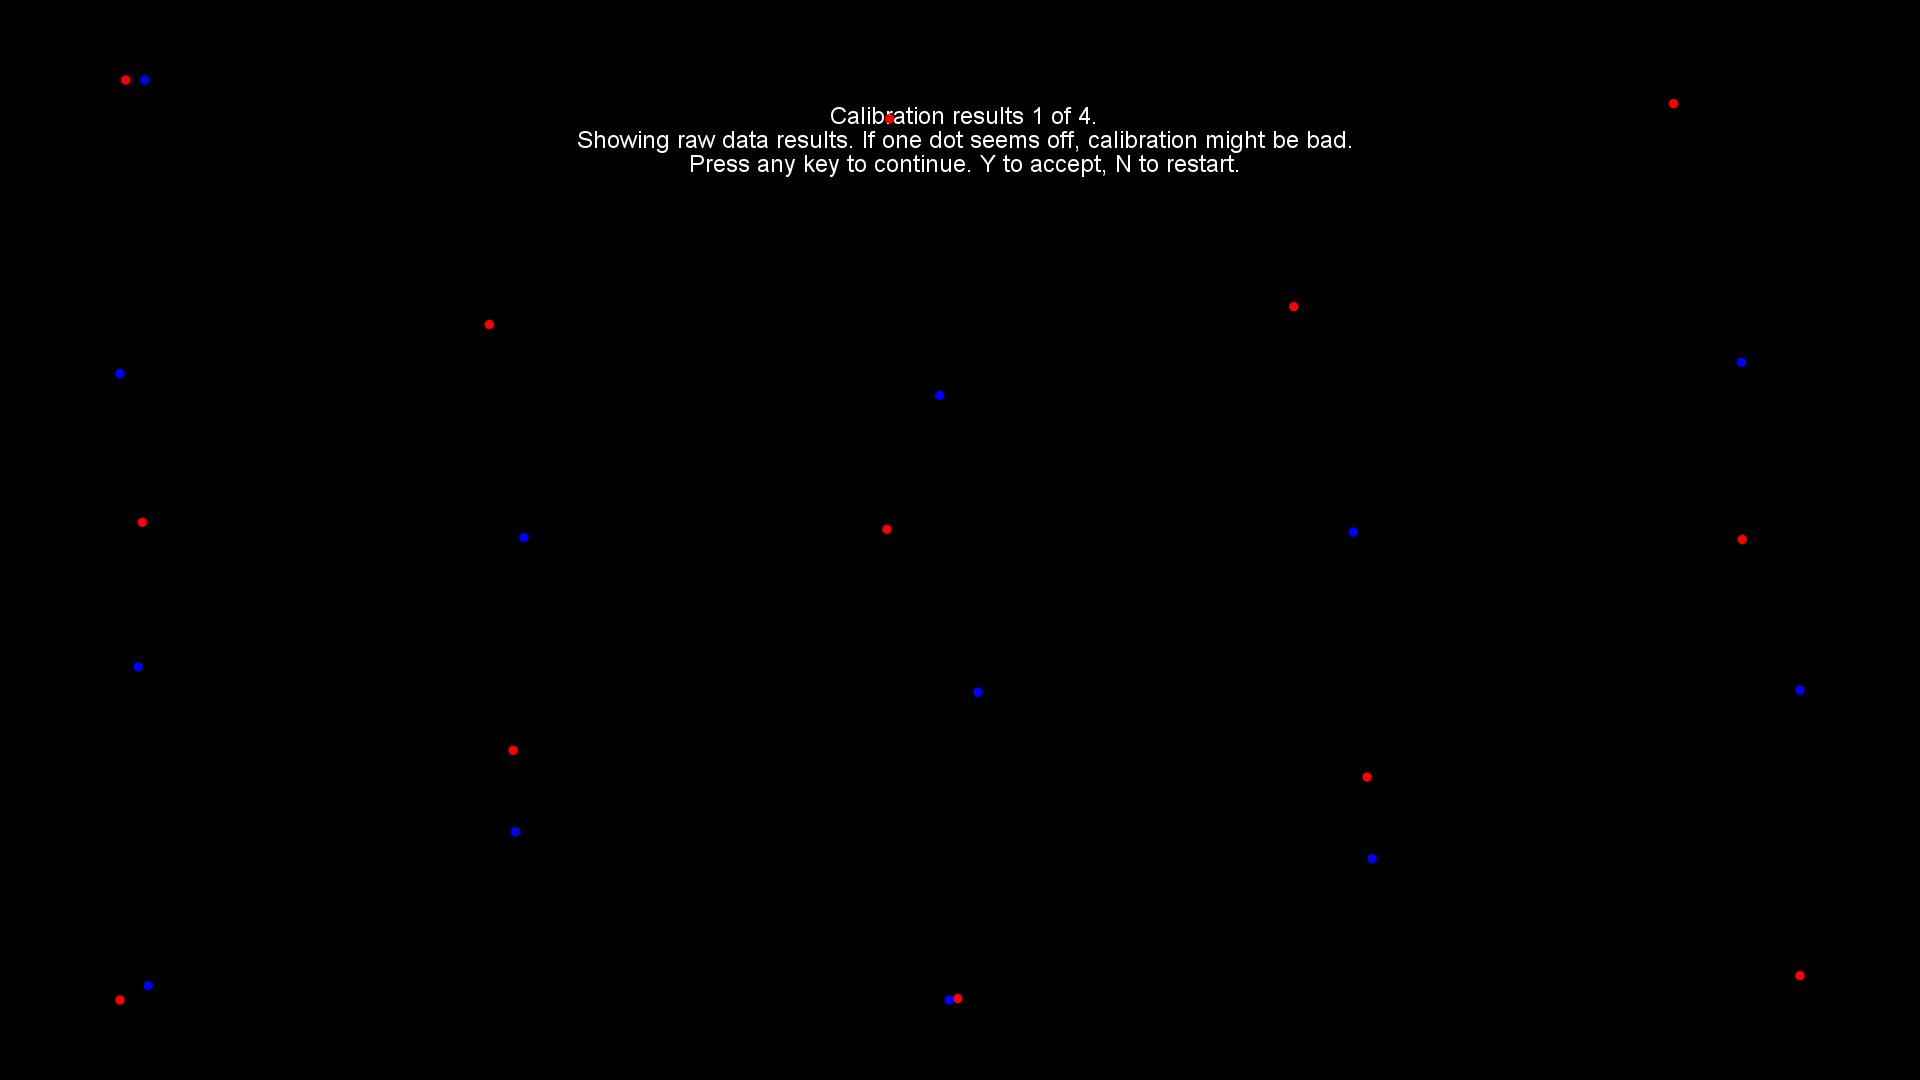 Calibration results 1 of 4.
Showing raw data results. If one dot seems off, calibration might be bad.
Press any key to continue. Y to accept, N to restart.